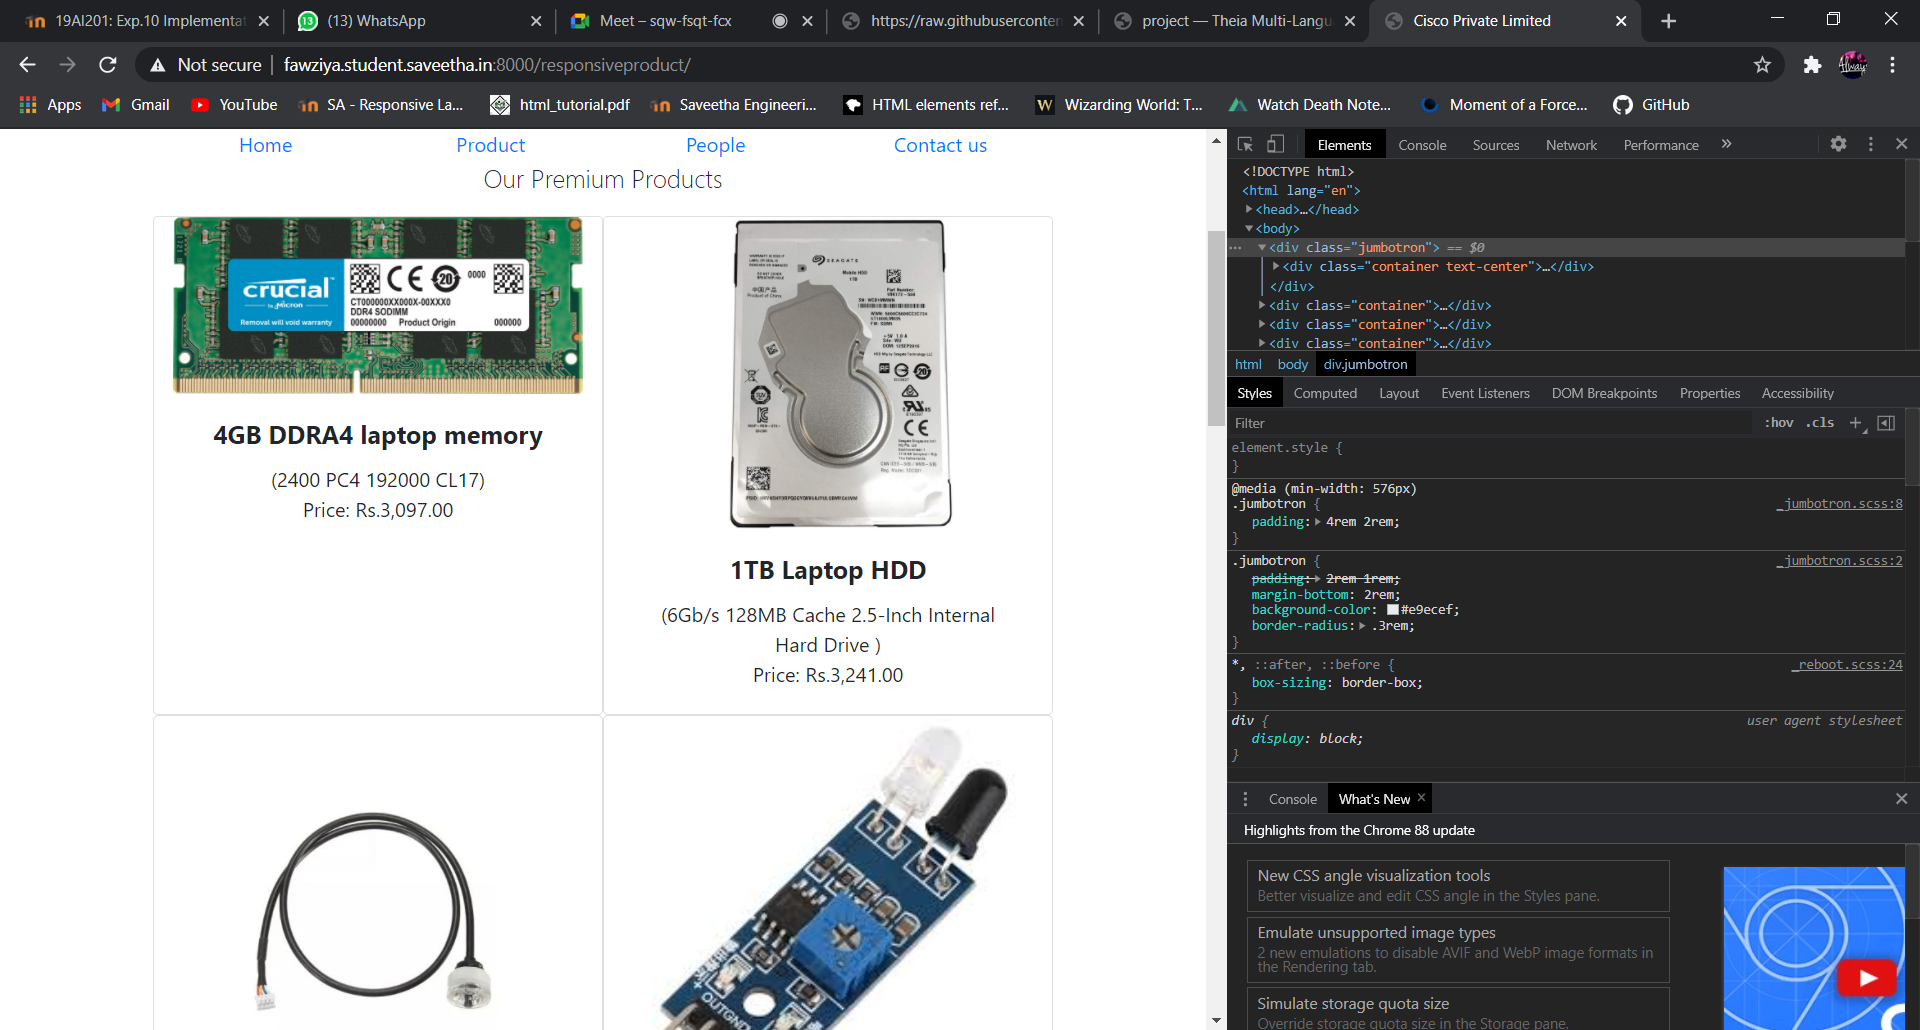 19AI201: Exp.10 Implementat
(13) WhatsApp
Meet – sqw-fsqt-fcx
https://raw.githubuserconten
project — Theia Multi-Langu
Cisco Private Limited
Not secure
fawziya.student.saveetha.in:8000/responsiveproduct/
Apps
Gmail
YouTube
SA - Responsive La...
html_tutorial.pdf
Saveetha Engineeri...
HTML elements ref...
Wizarding World: T...
Watch Death Note...
Moment of a Force...
GitHub
Home
Product
People
Contact us
Our Premium Products
crucial
by Micron
Removal will void warranty
CT000000XX000X-00XXX0
DDR4 SODIMM
00000000 Product Origin
0000
000000
4GB DDRA4 laptop memory
(2400 PC4 192000 CL17)
Price: Rs.3,097.00
SEAGATE
Mobile HDD
1TB Laptop HDD
(6Gb/s 128MB Cache 2.5-Inch Internal
Hard Drive )
Price: Rs.3,241.00
OUT
GND
Elements
Console
Sources
Network
Performance
»
<!DOCTYPE html>
<html lang="en">
<head>…</head>
<body>
<div class="jumbotron"> == $0
<div class="container text-center">…</div>
</div>
<div class="container">…</div>
<div class="container">…</div>
<div class="container">…</div>
html body div.jumbotron
Styles
Computed
Layout
Event Listeners
DOM Breakpoints
Properties
Accessibility
Filter
:hov .cls +
element.style {
}
@media (min-width: 576px)
.jumbotron {
_jumbotron.scss:8
padding: 4rem 2rem;
}
.jumbotron {
_jumbotron.scss:2
padding: 2rem 1rem;
margin-bottom: 2rem;
background-color: #e9ecef;
border-radius: .3rem;
}
*, ::after, ::before {
_reboot.scss:24
box-sizing: border-box;
}
div {
user agent stylesheet
display: block;
}
Console
What's New
Highlights from the Chrome 88 update
New CSS angle visualization tools
Better visualize and edit CSS angle in the Styles pane.
Emulate unsupported image types
2 new emulations to disable AVIF and WebP image formats in
the Rendering tab.
Simulate storage quota size
Override storage quota size in the Storage pane.